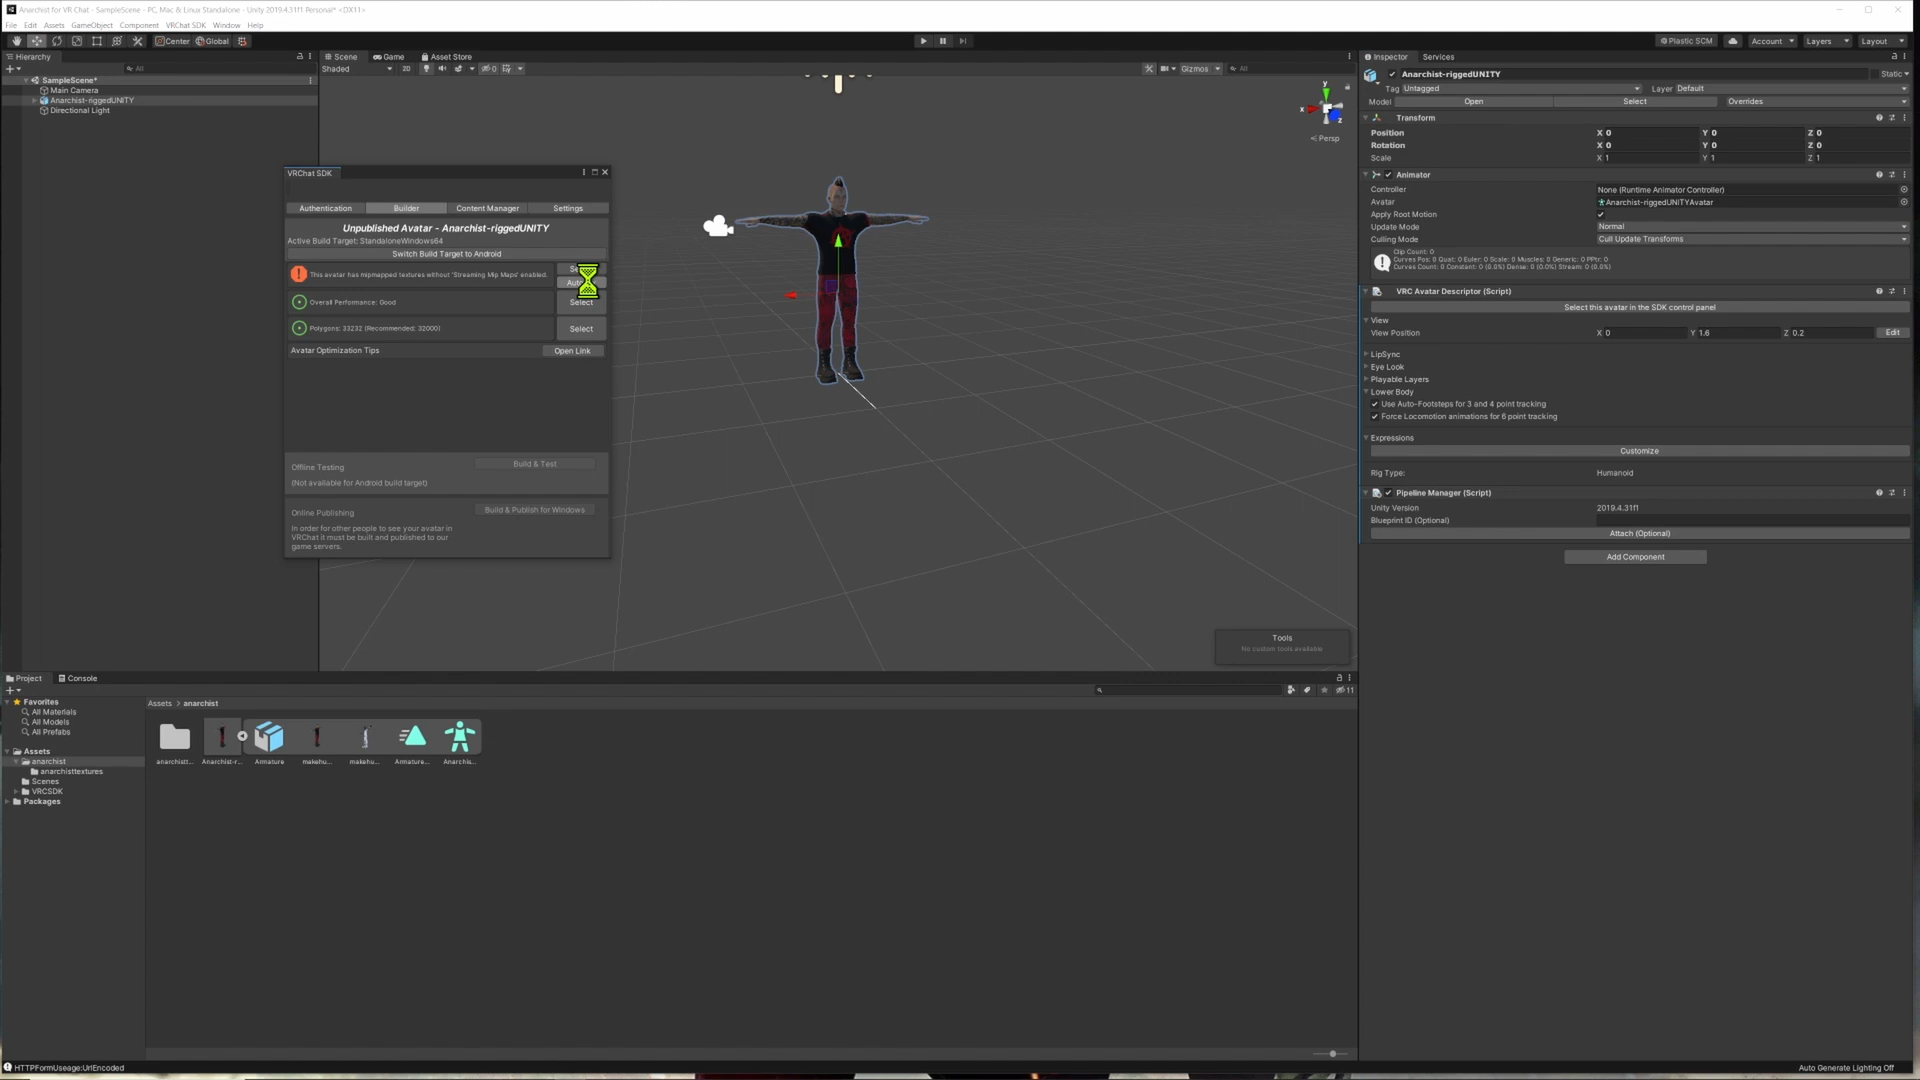 Anarchist for VR Chat - SampleScene - PC, Mac & Linux Standalone - Unity 2019.4.31f1 Personal* <DX11>
File Edit Assets GameObject Component VRChat SDK Window Help
Center Global
Plastic SCM Account Layers Layout
Hierarchy
All
SampleScene*
Main Camera
Anarchist-riggedUNITY
Directional Light
Scene Game Asset Store
Shaded 2D 0 Gizmos All
y
x
z
Persp
VRChat SDK
Authentication Builder Content Manager Settings
Unpublished Avatar - Anarchist-riggedUNITY
Active Build Target: StandaloneWindows64
Switch Build Target to Android
This avatar has mipmapped textures without 'Streaming Mip Maps' enabled.
Overall Performance: Good Select
Polygons: 33232 (Recommended: 32000) Select
Avatar Optimization Tips Open Link
Offline Testing Build & Test
(Not available for Android build target)
Online Publishing Build & Publish for Windows
In order for other people to see your avatar in
VRChat it must be built and published to our
game servers.
Tools
No custom tools available
Inspector Services
Anarchist-riggedUNITY Static
Tag Untagged Layer Default
Model Open Select Overrides
Transform
Position X 0 Y 0 Z 0
Rotation X 0 Y 0 Z 0
Scale X 1 Y 1 Z 1
Animator
Controller None (Runtime Animator Controller)
Avatar Anarchist-riggedUNITYAvatar
Apply Root Motion
Update Mode Normal
Culling Mode Cull Update Transforms
Clip Count: 0
Curves Pos: 0 Quat: 0 Euler: 0 Scale: 0 Muscles: 0 Generic: 0 PPtr: 0
Curves Count: 0 Constant: 0 (0.0%) Dense: 0 (0.0%) Stream: 0 (0.0%)
VRC Avatar Descriptor (Script)
Select this avatar in the SDK control panel
View
View Position X 0 Y 1.6 Z 0.2 Edit
LipSync
Eye Look
Playable Layers
Lower Body
Use Auto-Footsteps for 3 and 4 point tracking
Force Locomotion animations for 6 point tracking
Expressions
Customize
Rig Type: Humanoid
Pipeline Manager (Script)
Unity Version 2019.4.31f1
Blueprint ID (Optional)
Attach (Optional)
Add Component
Project Console
11
Favorites
All Materials
All Models
All Prefabs
Assets
anarchist
anarchisttextures
Scenes
VRCSDK
Packages
Assets > anarchist
anarchistt... Anarchist-r... Armature makehu... makehu... Armature... Anarchis...
HTTPFormUseage:UrlEncoded
Auto Generate Lighting Off